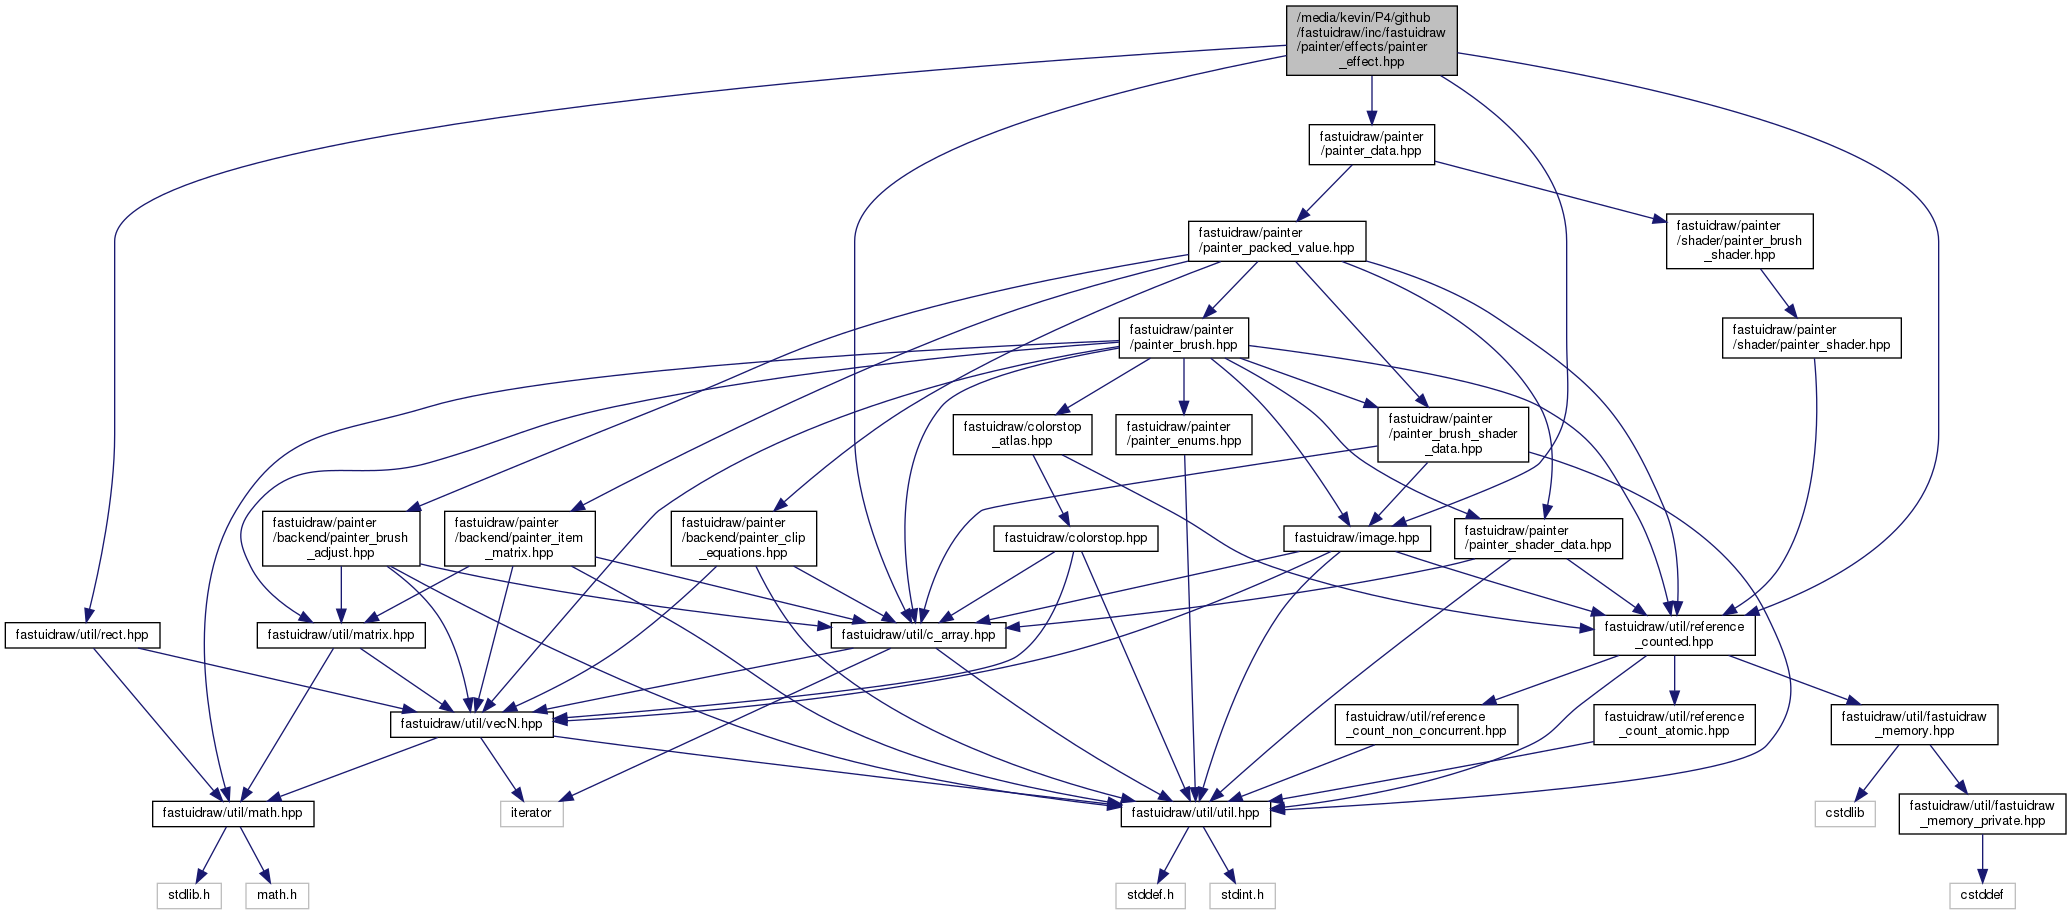 /media/kevin/P4/github
/fastuidraw/inc/fastuidraw
/painter/effects/painter
_effect.hpp
fastuidraw/painter
/painter_data.hpp
fastuidraw/painter
/painter_packed_value.hpp
fastuidraw/painter
/shader/painter_brush
_shader.hpp
fastuidraw/painter
/painter_brush.hpp
fastuidraw/painter
/shader/painter_shader.hpp
fastuidraw/colorstop
_atlas.hpp
fastuidraw/painter
/painter_enums.hpp
fastuidraw/painter
/painter_brush_shader
_data.hpp
fastuidraw/painter
/backend/painter_brush
_adjust.hpp
fastuidraw/painter
/backend/painter_item
_matrix.hpp
fastuidraw/painter
/backend/painter_clip
_equations.hpp
fastuidraw/colorstop.hpp
fastuidraw/image.hpp
fastuidraw/painter
/painter_shader_data.hpp
fastuidraw/util/rect.hpp
fastuidraw/util/matrix.hpp
fastuidraw/util/c_array.hpp
fastuidraw/util/reference
_counted.hpp
fastuidraw/util/vecN.hpp
fastuidraw/util/reference
_count_non_concurrent.hpp
fastuidraw/util/reference
_count_atomic.hpp
fastuidraw/util/fastuidraw
_memory.hpp
fastuidraw/util/math.hpp
iterator
fastuidraw/util/util.hpp
cstdlib
fastuidraw/util/fastuidraw
_memory_private.hpp
stdlib.h
math.h
stddef.h
stdint.h
cstddef